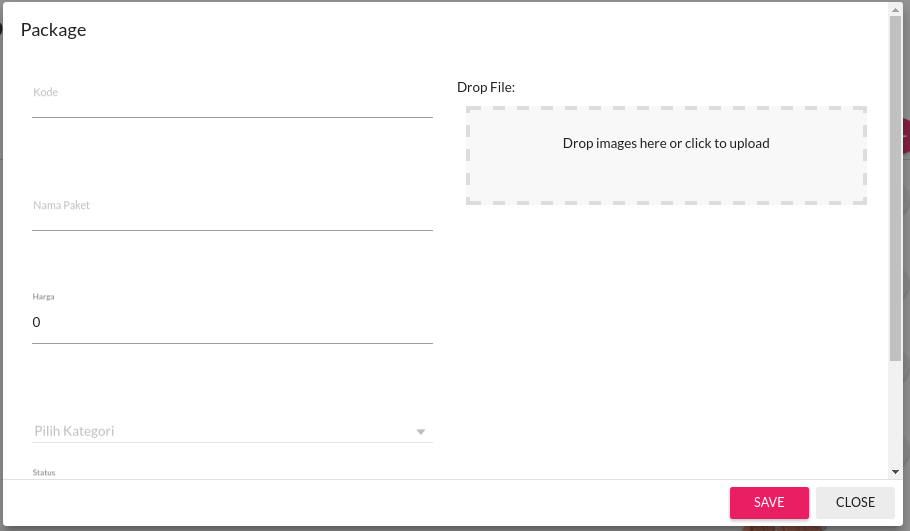 Package
Kode
Drop File:
Drop images here or click to upload
Nama Paket
Harga
0
Pilih Kategori
Status
SAVE
CLOSE